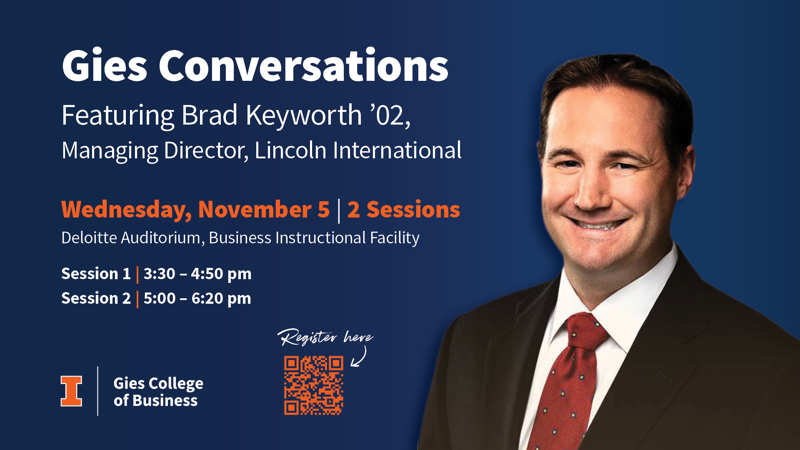 Gies Conversations
Featuring Brad Keyworth ’02,
Managing Director, Lincoln International
Wednesday, November 5 | 2 Sessions
Deloitte Auditorium, Business Instructional Facility
Session 1 | 3:30 – 4:50 pm
Session 2 | 5:00 – 6:20 pm
Register here
I
Gies College
of Business